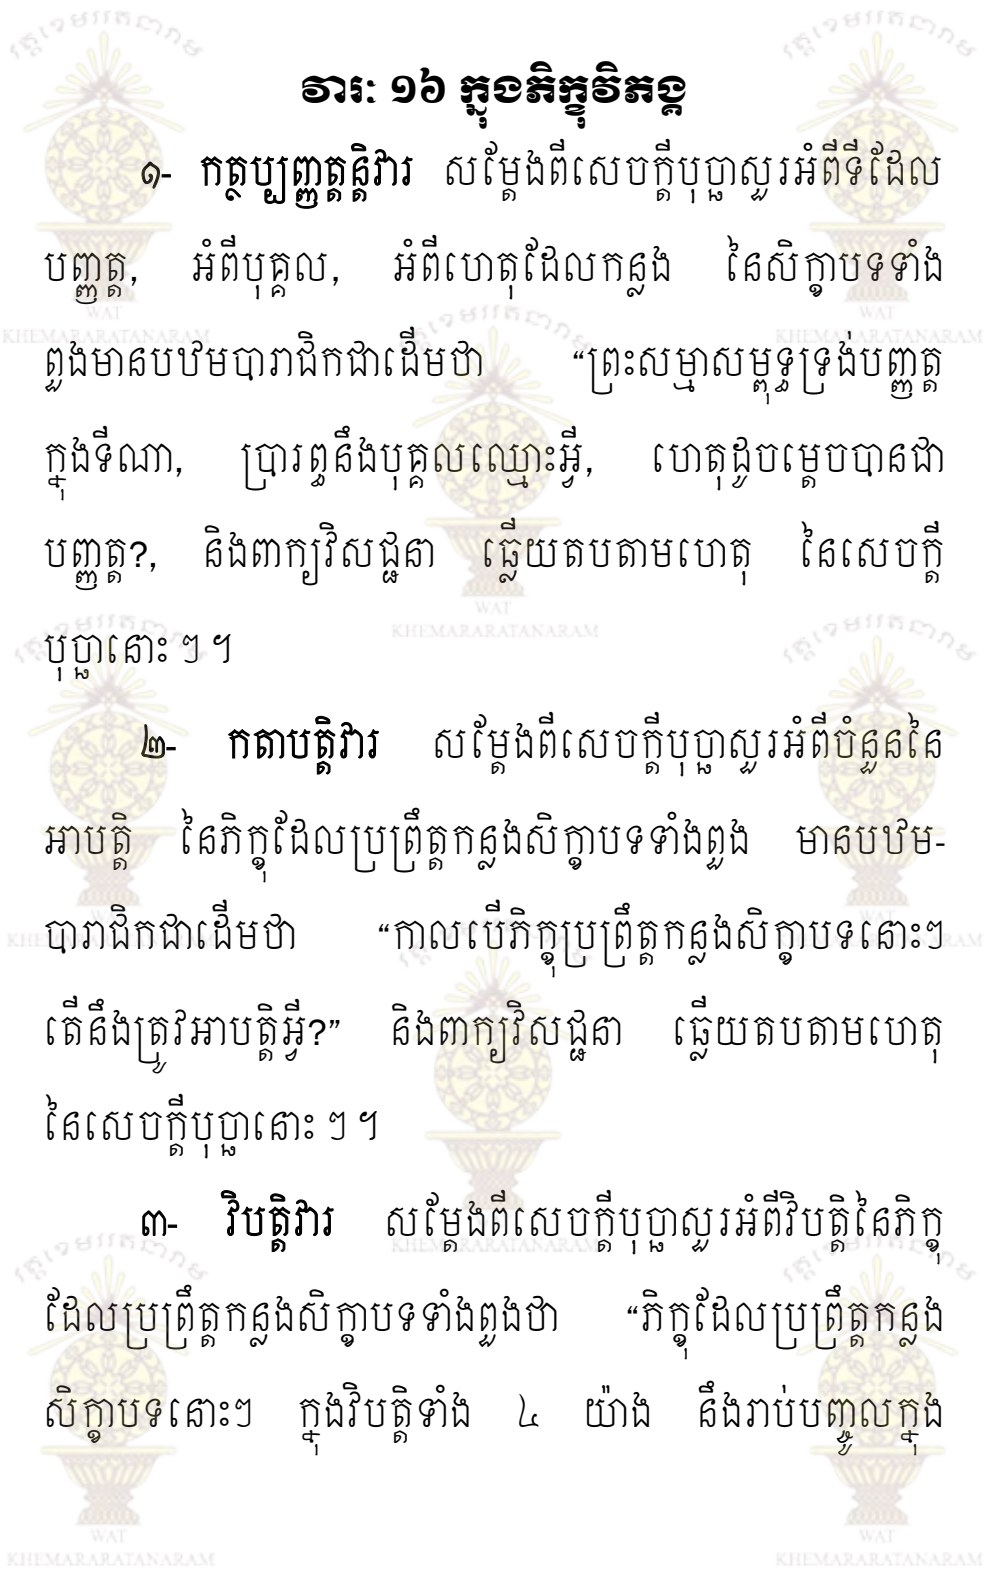 វារៈ ១៦ ក្នុងភិក្ខុវិភង្គ
១- កត្ថប្បញ្ញត្តន្តិវារ សម្ដែងពីសេចក្ដីបុច្ឆាសួរអំពីទីដែល
បញ្ញត្ត, អំពីបុគ្គល, អំពីហេតុដែលកន្លង នៃសិក្ខាបទទាំង
ពួងមានបឋមបារាជិកជាដើមថា “ព្រះសម្មាសម្ពុទ្ធទ្រង់បញ្ញត្ត
ក្នុងទីណា, ប្រារព្ធនឹងបុគ្គលឈ្មោះអ្វី, ហេតុដូចម្ដេចបានជា
បញ្ញត្ត?, និងពាក្យវិសជ្ជនា ឆ្លើយតបតាមហេតុ នៃសេចក្ដី
បុច្ឆានោះ ៗ ។
២- កតាបត្តិវារ សម្ដែងពីសេចក្ដីបុច្ឆាសួរអំពីចំនួននៃ
អាបត្តិ នៃភិក្ខុដែលប្រព្រឹត្តកន្លងសិក្ខាបទទាំងពួង មានបឋម-
បារាជិកជាដើមថា “កាលបើភិក្ខុប្រព្រឹត្តកន្លងសិក្ខាបទនោះៗ
តើនឹងត្រូវអាបត្តិអ្វី?” និងពាក្យវិសជ្ជនា ឆ្លើយតបតាមហេតុ
នៃសេចក្ដីបុច្ឆានោះ ៗ ។
៣- វិបត្តិវារ សម្ដែងពីសេចក្ដីបុច្ឆាសួរអំពីវិបត្តិនៃភិក្ខុ
ដែលប្រព្រឹត្តកន្លងសិក្ខាបទទាំងពួងថា “ភិក្ខុដែលប្រព្រឹត្តកន្លង
សិក្ខាបទនោះៗ ក្នុងវិបត្តិទាំង ៤ យ៉ាង នឹងរាប់បញ្ចូលក្នុង
WAT
KHEMARARATANARAM